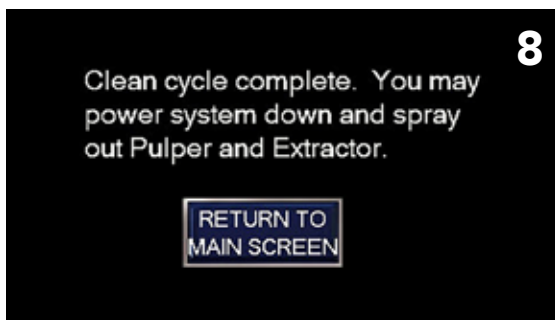 8
Clean cycle complete.  You may
power system down and spray
out Pulper and Extractor.
RETURN TO
MAIN SCREEN